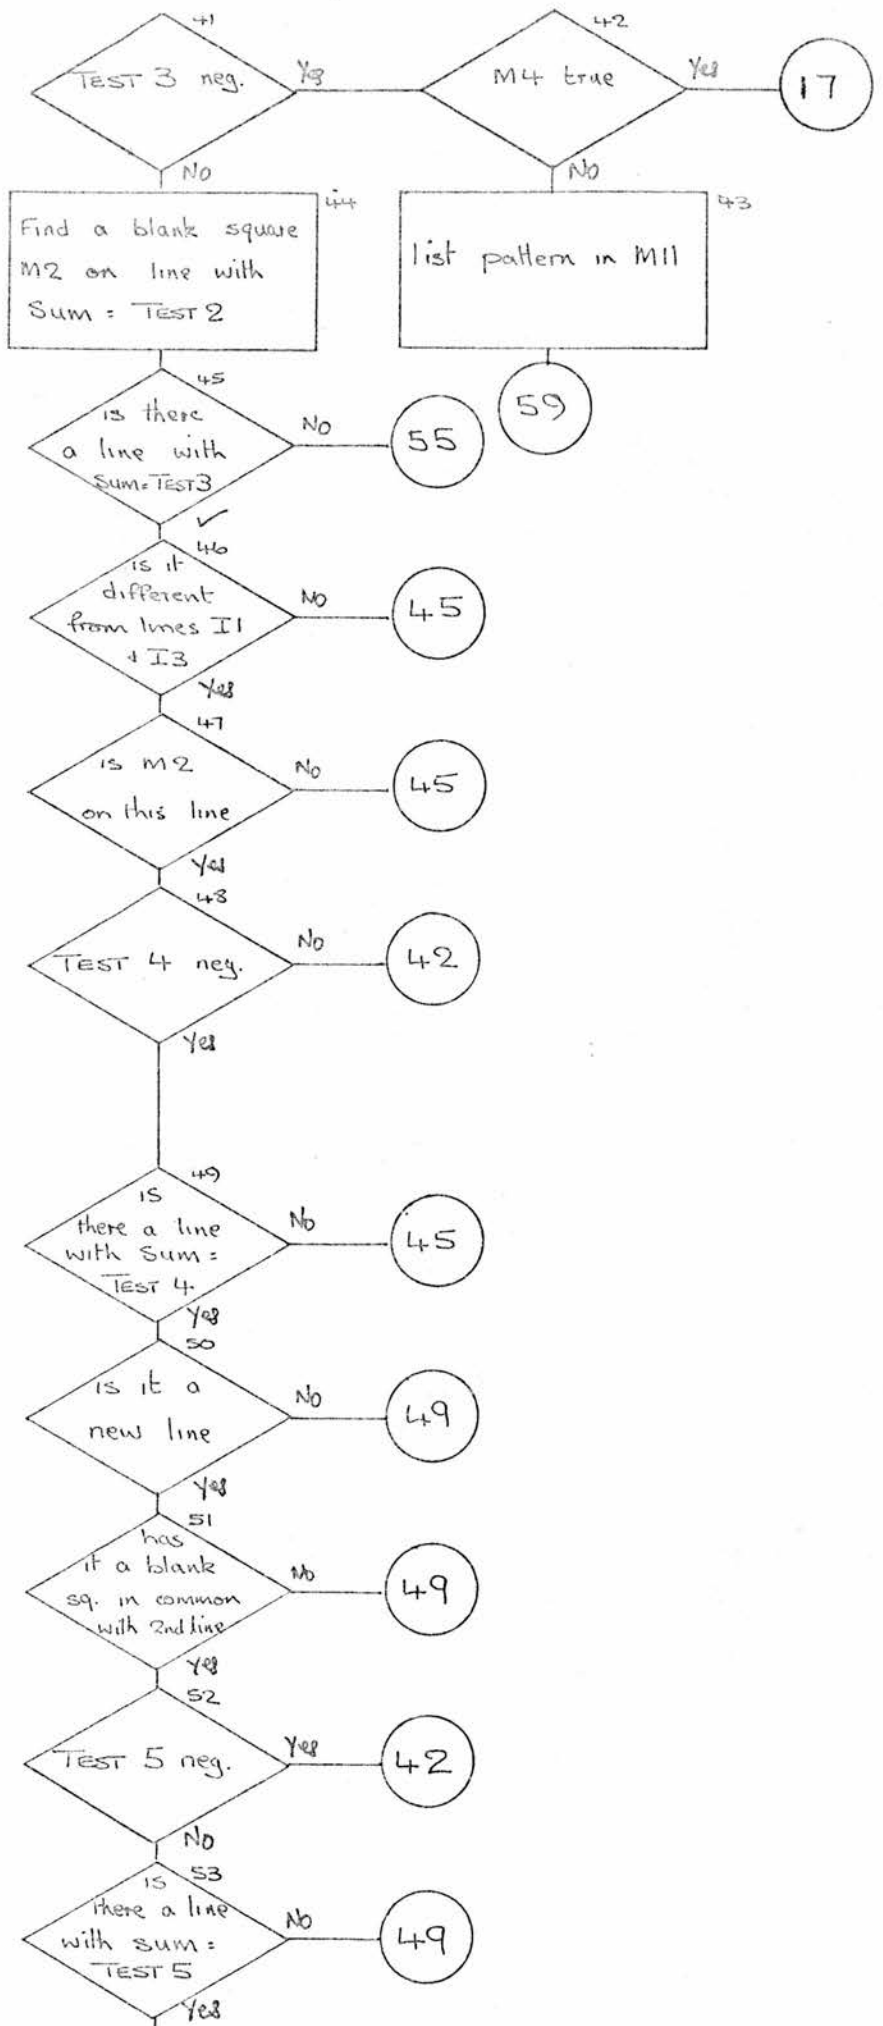 41
TEST 3 neg.
Yes
42
M4 true
Yes
17
No
No
44
Find a blank square
M2 on line with
Sum = TEST 2
43
list pattern in M11
59
45
is there
a line with
Sum = TEST 3
No
55
✓
46
is it
different
from lines I1
& I3
No
45
Yes
47
is M2
on this line
No
45
Yes
48
TEST 4 neg.
No
42
Yes
49
is
there a line
with Sum =
TEST 4
No
45
Yes
50
is it a
new line
No
49
Yes
51
has
it a blank
sq. in common
with 2nd line
No
49
Yes
52
TEST 5 neg.
Yes
42
No
53
is
there a line
with sum =
TEST 5
No
49
Yes